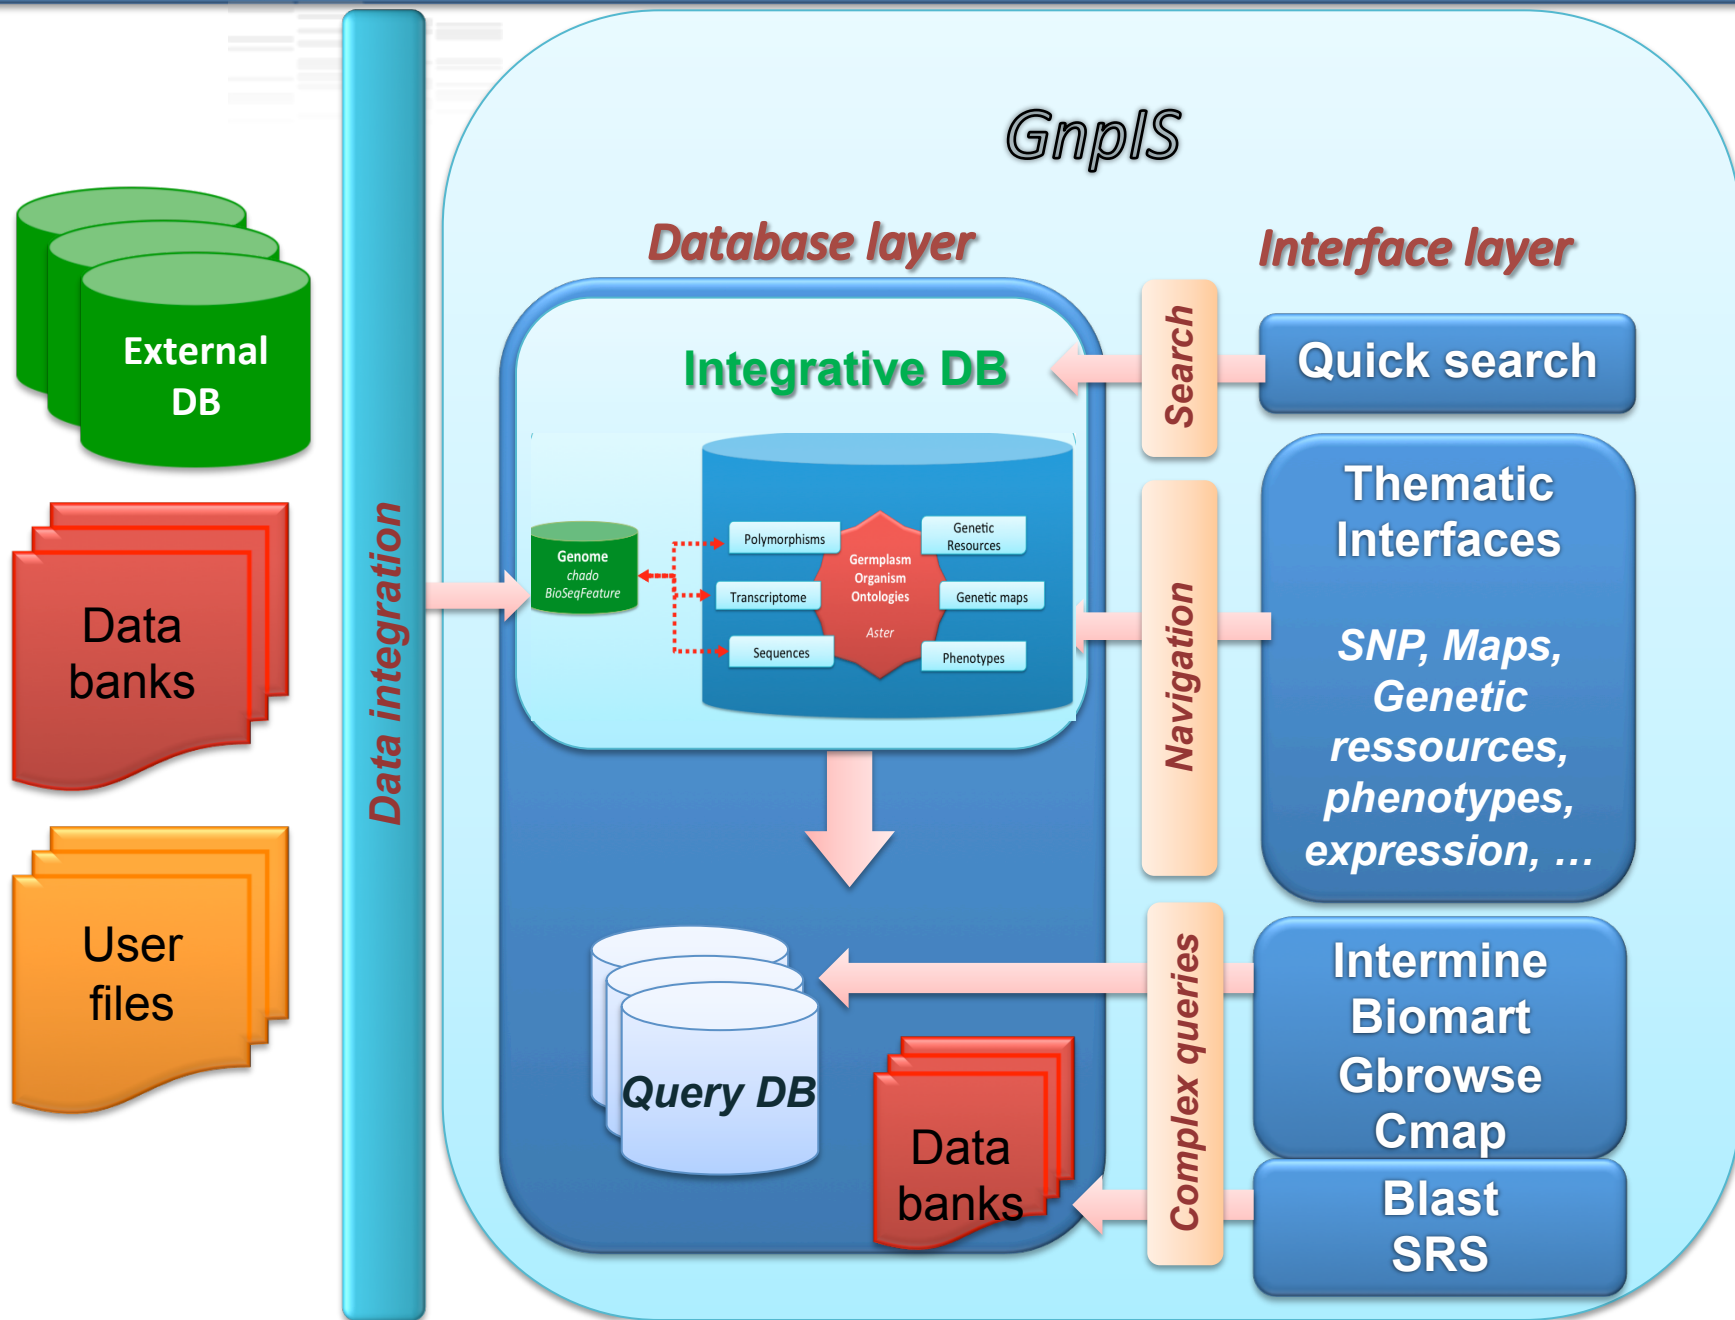 GnpIS
Database layer
Interface layer
External
DB
Data
banks
User
files
Data integration
Integrative DB
Genome
chado
BioSeqFeature
Polymorphisms
Transcriptome
Sequences
Germplasm
Organism
Ontologies
Aster
Genetic
Resources
Genetic maps
Phenotypes
Query DB
Data
banks
Search
Navigation
Complex queries
Quick search
Thematic
Interfaces
SNP, Maps,
Genetic
ressources,
phenotypes,
expression, ...
Intermine
Biomart
Gbrowse
Cmap
Blast
SRS